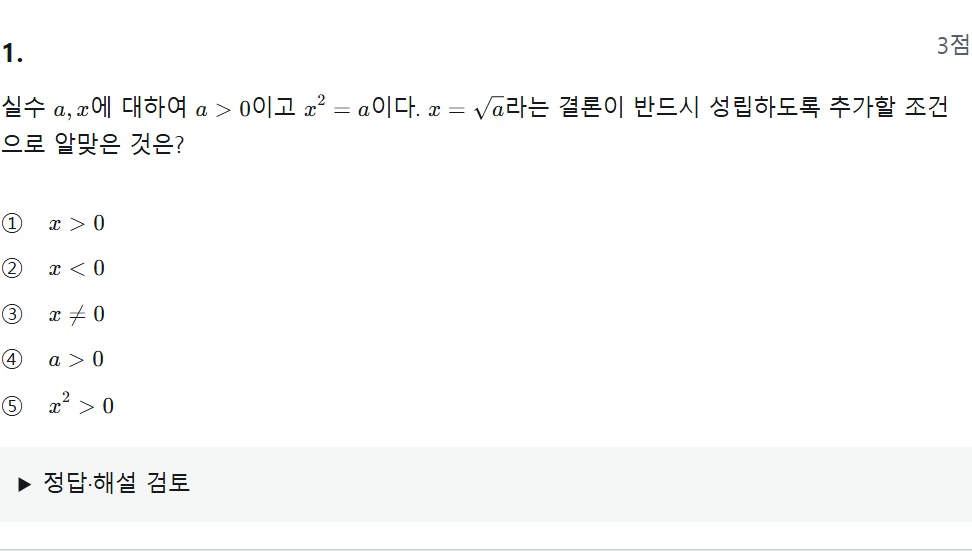 3점
1.
실수 a, x에 대하여 a > 0이고 x² = a이다. x = √a라는 결론이 반드시 성립하도록 추가할 조건
으로 알맞은 것은?
① x > 0
② x < 0
③ x ≠ 0
④ a > 0
⑤ x² > 0
▶ 정답·해설 검토